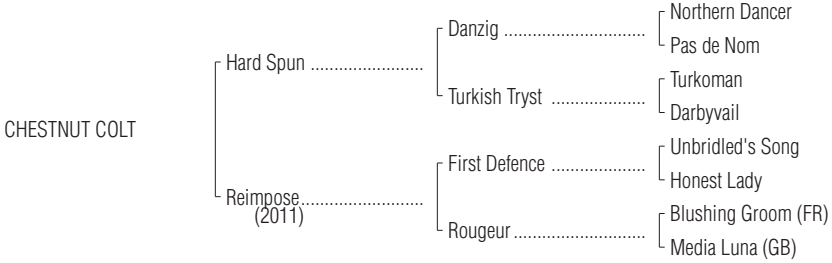 Northern Dancer
Danzig ..............................
Pas de Nom
Hard Spun ........................
Turkoman
Turkish Tryst ....................
Darbyvail
CHESTNUT COLT
Unbridled's Song
First Defence ....................
Honest Lady
Reimpose..........................
(2011)
Blushing Groom (FR)
Rougeur............................
Media Luna (GB)